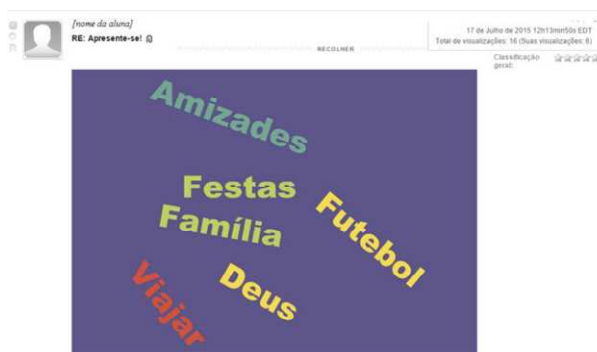 [nome da aluna]
RE: Apresente-se!
17 de Julho de 2015 12h13min50s EDT
Total de visualizações: 16 (Suas visualizações: 6)
RECOLHER
Classificação
geral:
Amizades
Festas
Família
Futebol
Deus
Viajar